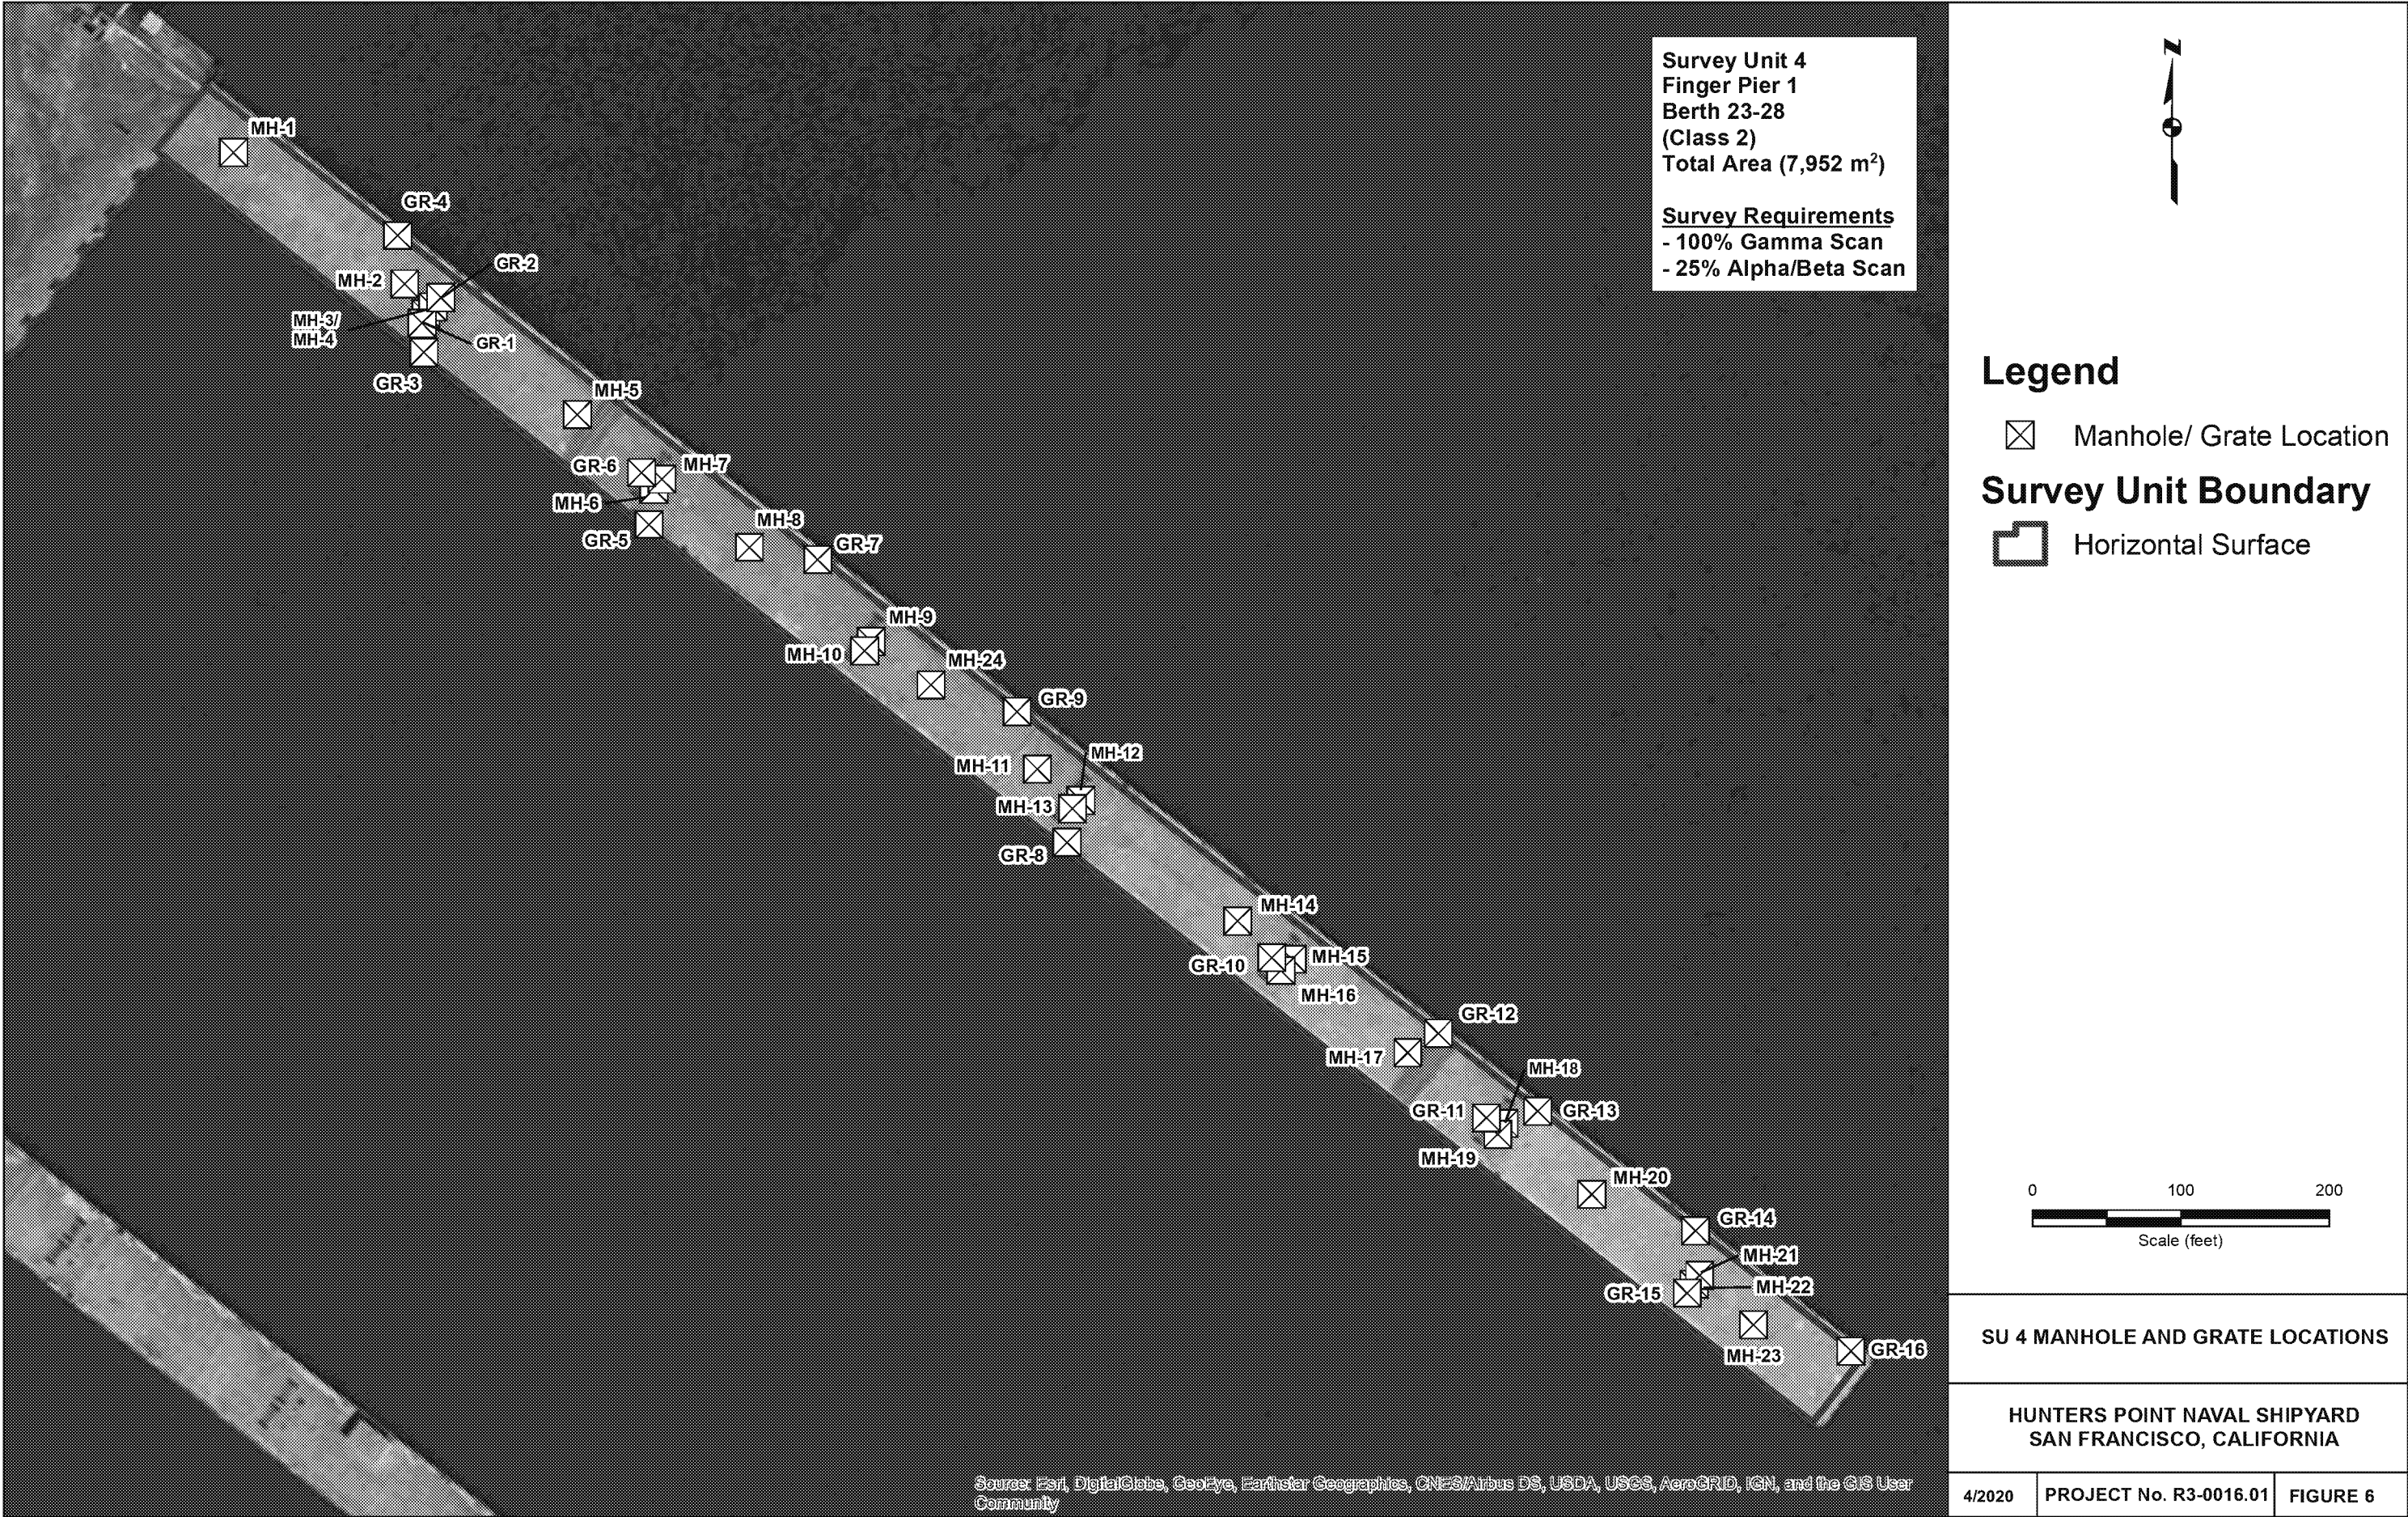 Survey Unit 4
Finger Pier 1
Berth 23-28
(Class 2)
Total Area (7,952 m²)
Survey Requirements
- 100% Gamma Scan
- 25% Alpha/Beta Scan
MH-1
GR-4
GR-2
MH-2
MH-3/
MH-4
GR-1
GR-3
MH-5
GR-6
MH-7
MH-6
GR-5
MH-8
GR-7
MH-9
MH-10
MH-24
GR-9
MH-12
MH-11
MH-13
GR-8
MH-14
MH-15
GR-10
MH-16
GR-12
MH-17
MH-18
GR-11
GR-13
MH-19
MH-20
GR-14
MH-21
MH-22
GR-15
MH-23
GR-16
Source: Esri, DigitalGlobe, GeoEye, Earthstar Geographics, CNES/Airbus DS, USDA, USGS, AeroGRID, IGN, and the GIS User
Community
N
Legend
Manhole/ Grate Location
Survey Unit Boundary
Horizontal Surface
0 100 200
Scale (feet)
SU 4 MANHOLE AND GRATE LOCATIONS
HUNTERS POINT NAVAL SHIPYARD
SAN FRANCISCO, CALIFORNIA
4/2020 PROJECT No. R3-0016.01 FIGURE 6